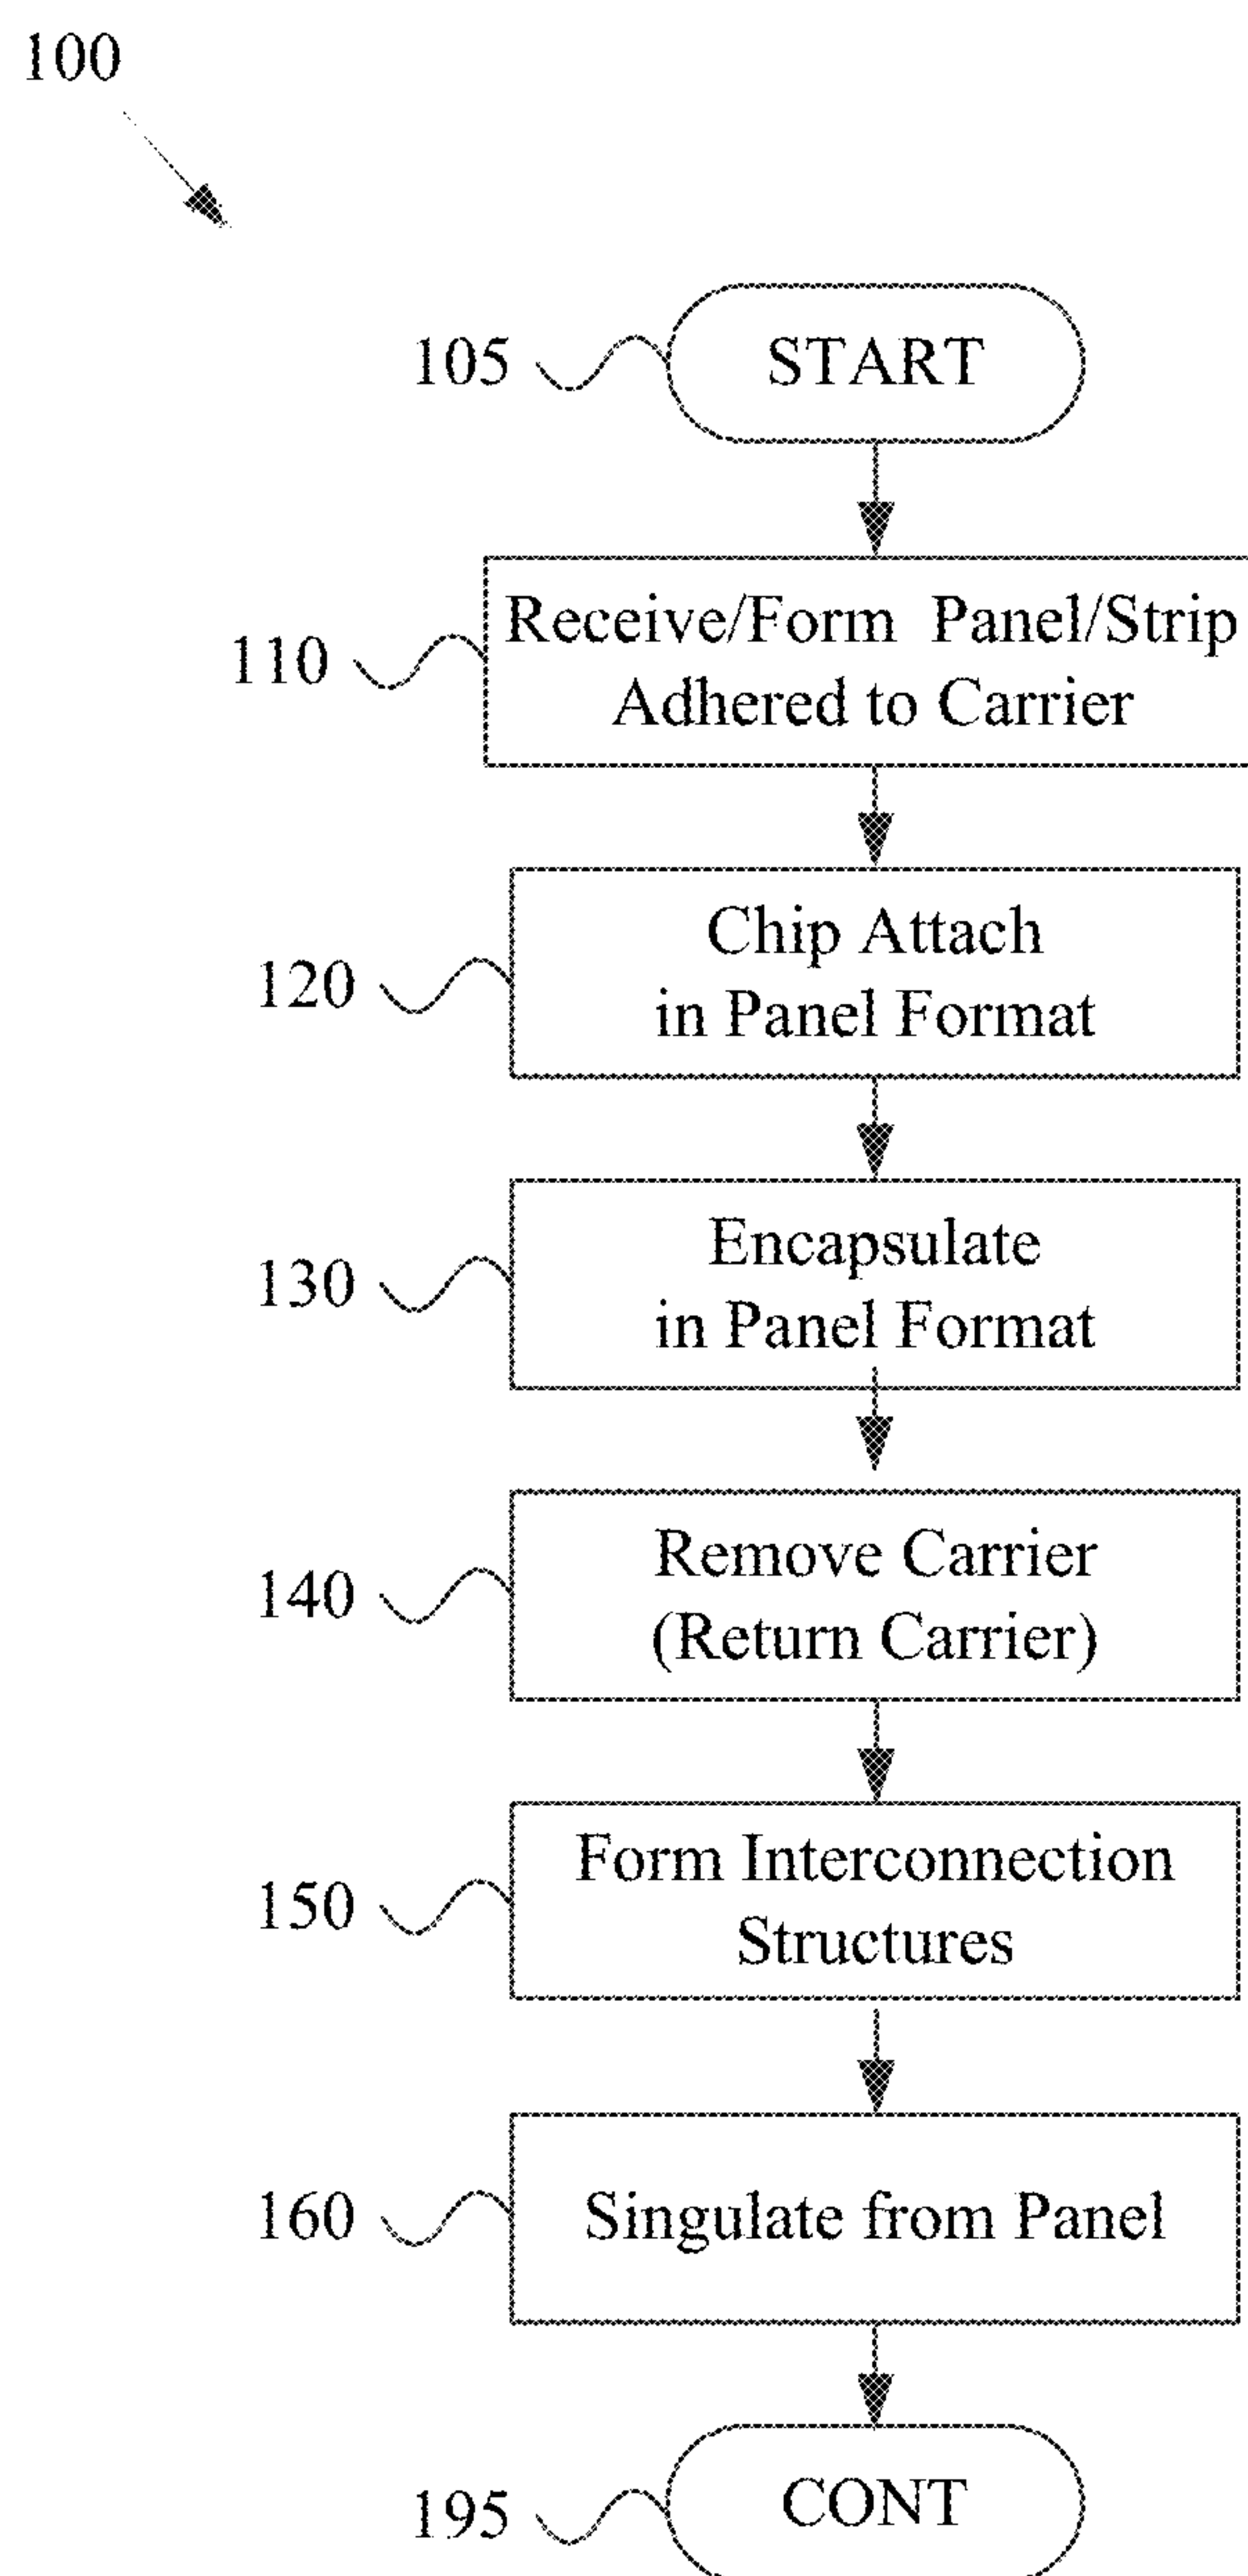 100
105
START
110
Receive/Form Panel/Strip
Adhered to Carrier
120
Chip Attach
in Panel Format
130
Encapsulate
in Panel Format
140
Remove Carrier
(Return Carrier)
150
Form Interconnection
Structures
160
Singulate from Panel
195
CONT